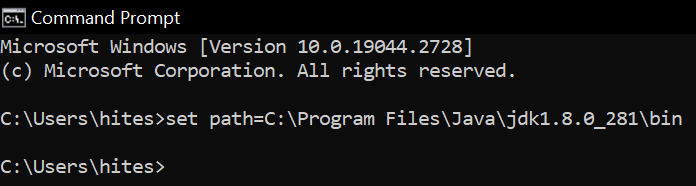 Command Prompt
Microsoft Windows [Version 10.0.19044.2728]
(c) Microsoft Corporation. All rights reserved.
C:\Users\hites>set path=C:\Program Files\Java\jdk1.8.0_281\bin
C:\Users\hites>